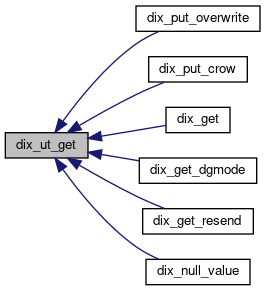 dix_put_overwrite
dix_put_crow
dix_get
dix_ut_get
dix_get_dgmode
dix_get_resend
dix_null_value